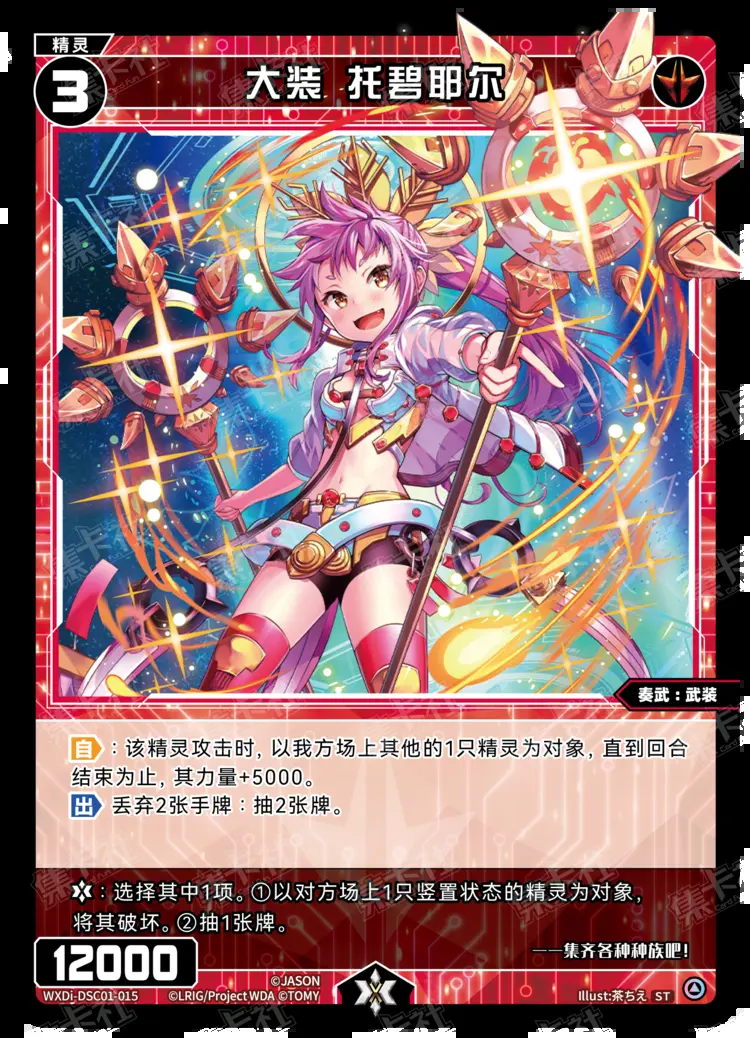 精灵
3
大装 托碧耶尔
奏武：武装
自：该精灵攻击时，以我方场上其他的1只精灵为对象，直到回合
结束为止，其力量+5000。
出 丢弃2张手牌：抽2张牌。
：选择其中1项。①以对方场上1只竖置状态的精灵为对象，
将其破坏。②抽1张牌。
——集齐各种种族吧！
12000
©JASON
WXDi-DSC01-015 ©LRIG/Project WDA ©TOMY
Illust:茶ちえ ST
集卡社